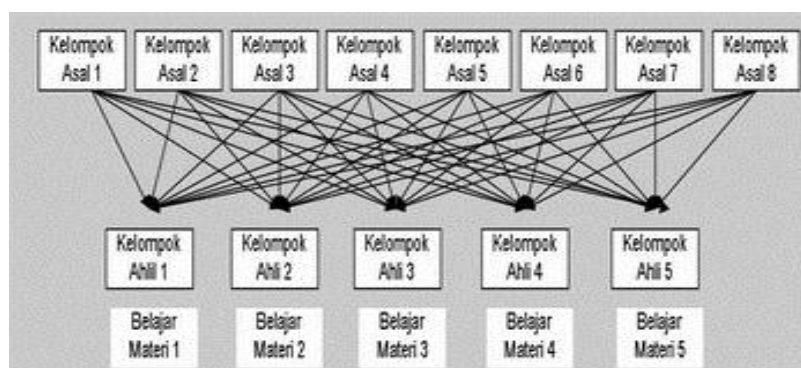 Kelompok Asal 1
Kelompok Asal 2
Kelompok Asal 3
Kelompok Asal 4
Kelompok Asal 5
Kelompok Asal 6
Kelompok Asal 7
Kelompok Asal 8
Kelompok Ahlil 1
Kelompok Ahli 2
Kelompok Ahli 3
Kelompok Ahli 4
Kelompok Ahli 5
Belajar Materi 1
Belajar Materi 2
Belajar Materi 3
Belajar Materi 4
Belajar Materi 5